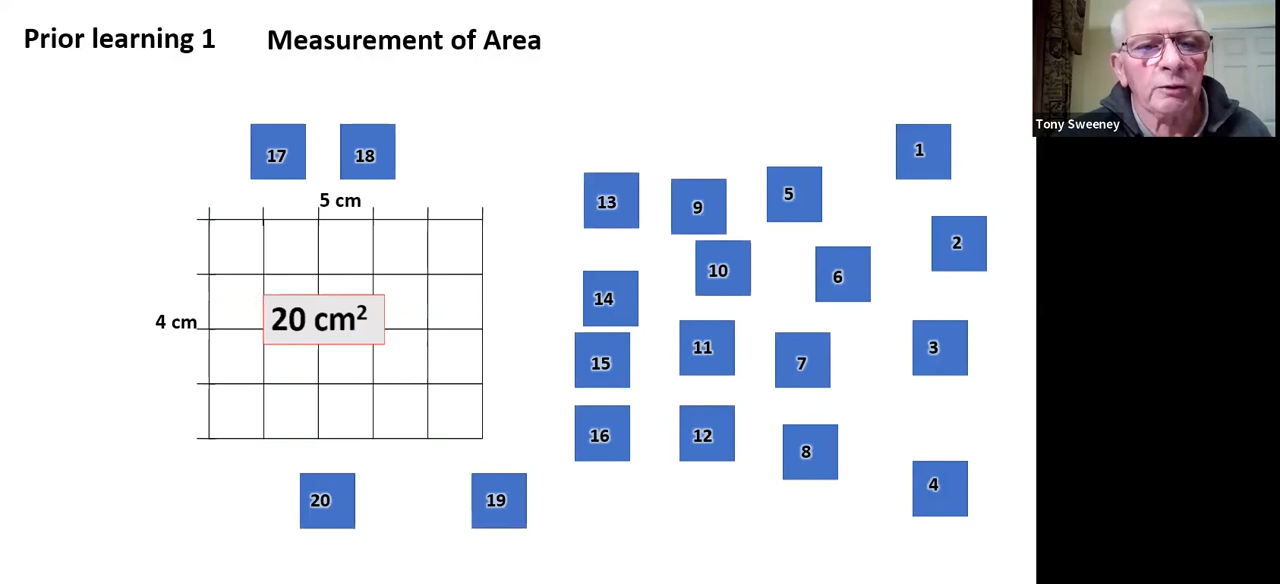 Prior learning 1 Measurement of Area
Tony Sweeney
17 18
5 cm
4 cm
20 cm²
20 19
13 9 5 1
10 6 2
14
15 11 7 3
16 12 8 4